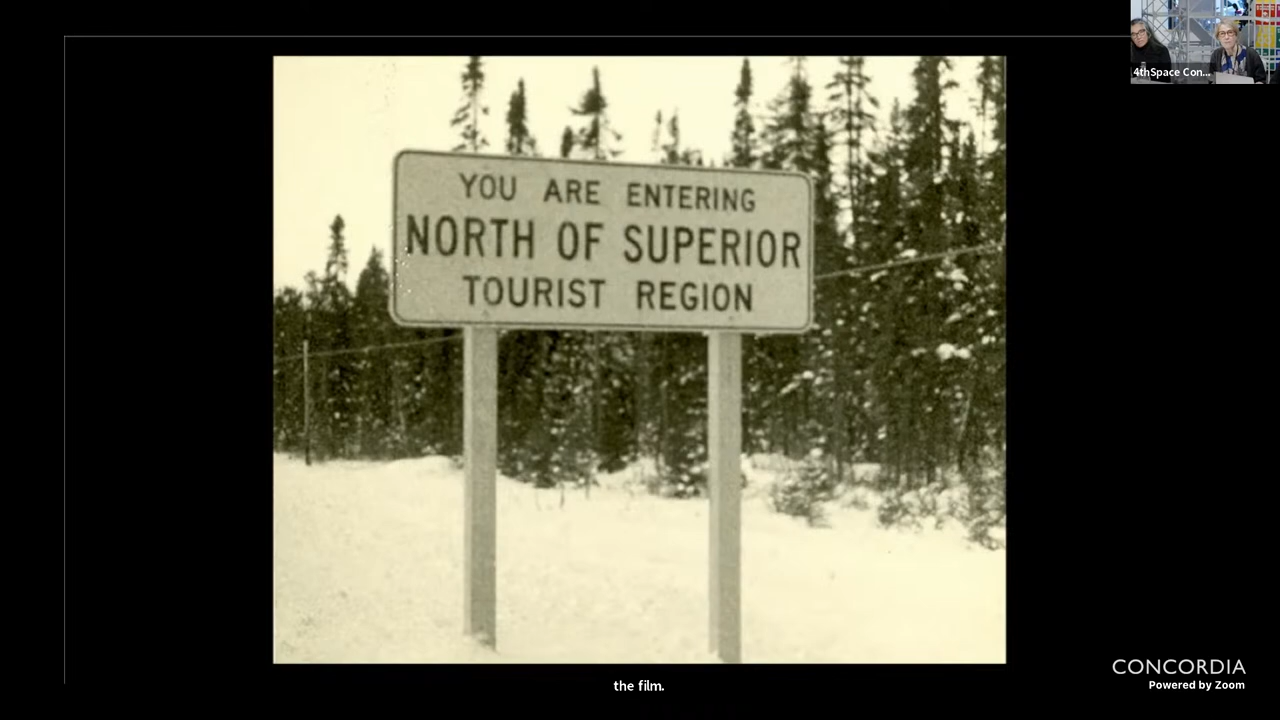 4thSpace Con...
YOU ARE ENTERING
NORTH OF SUPERIOR
TOURIST REGION
the film.
CONCORDIA
Powered by Zoom